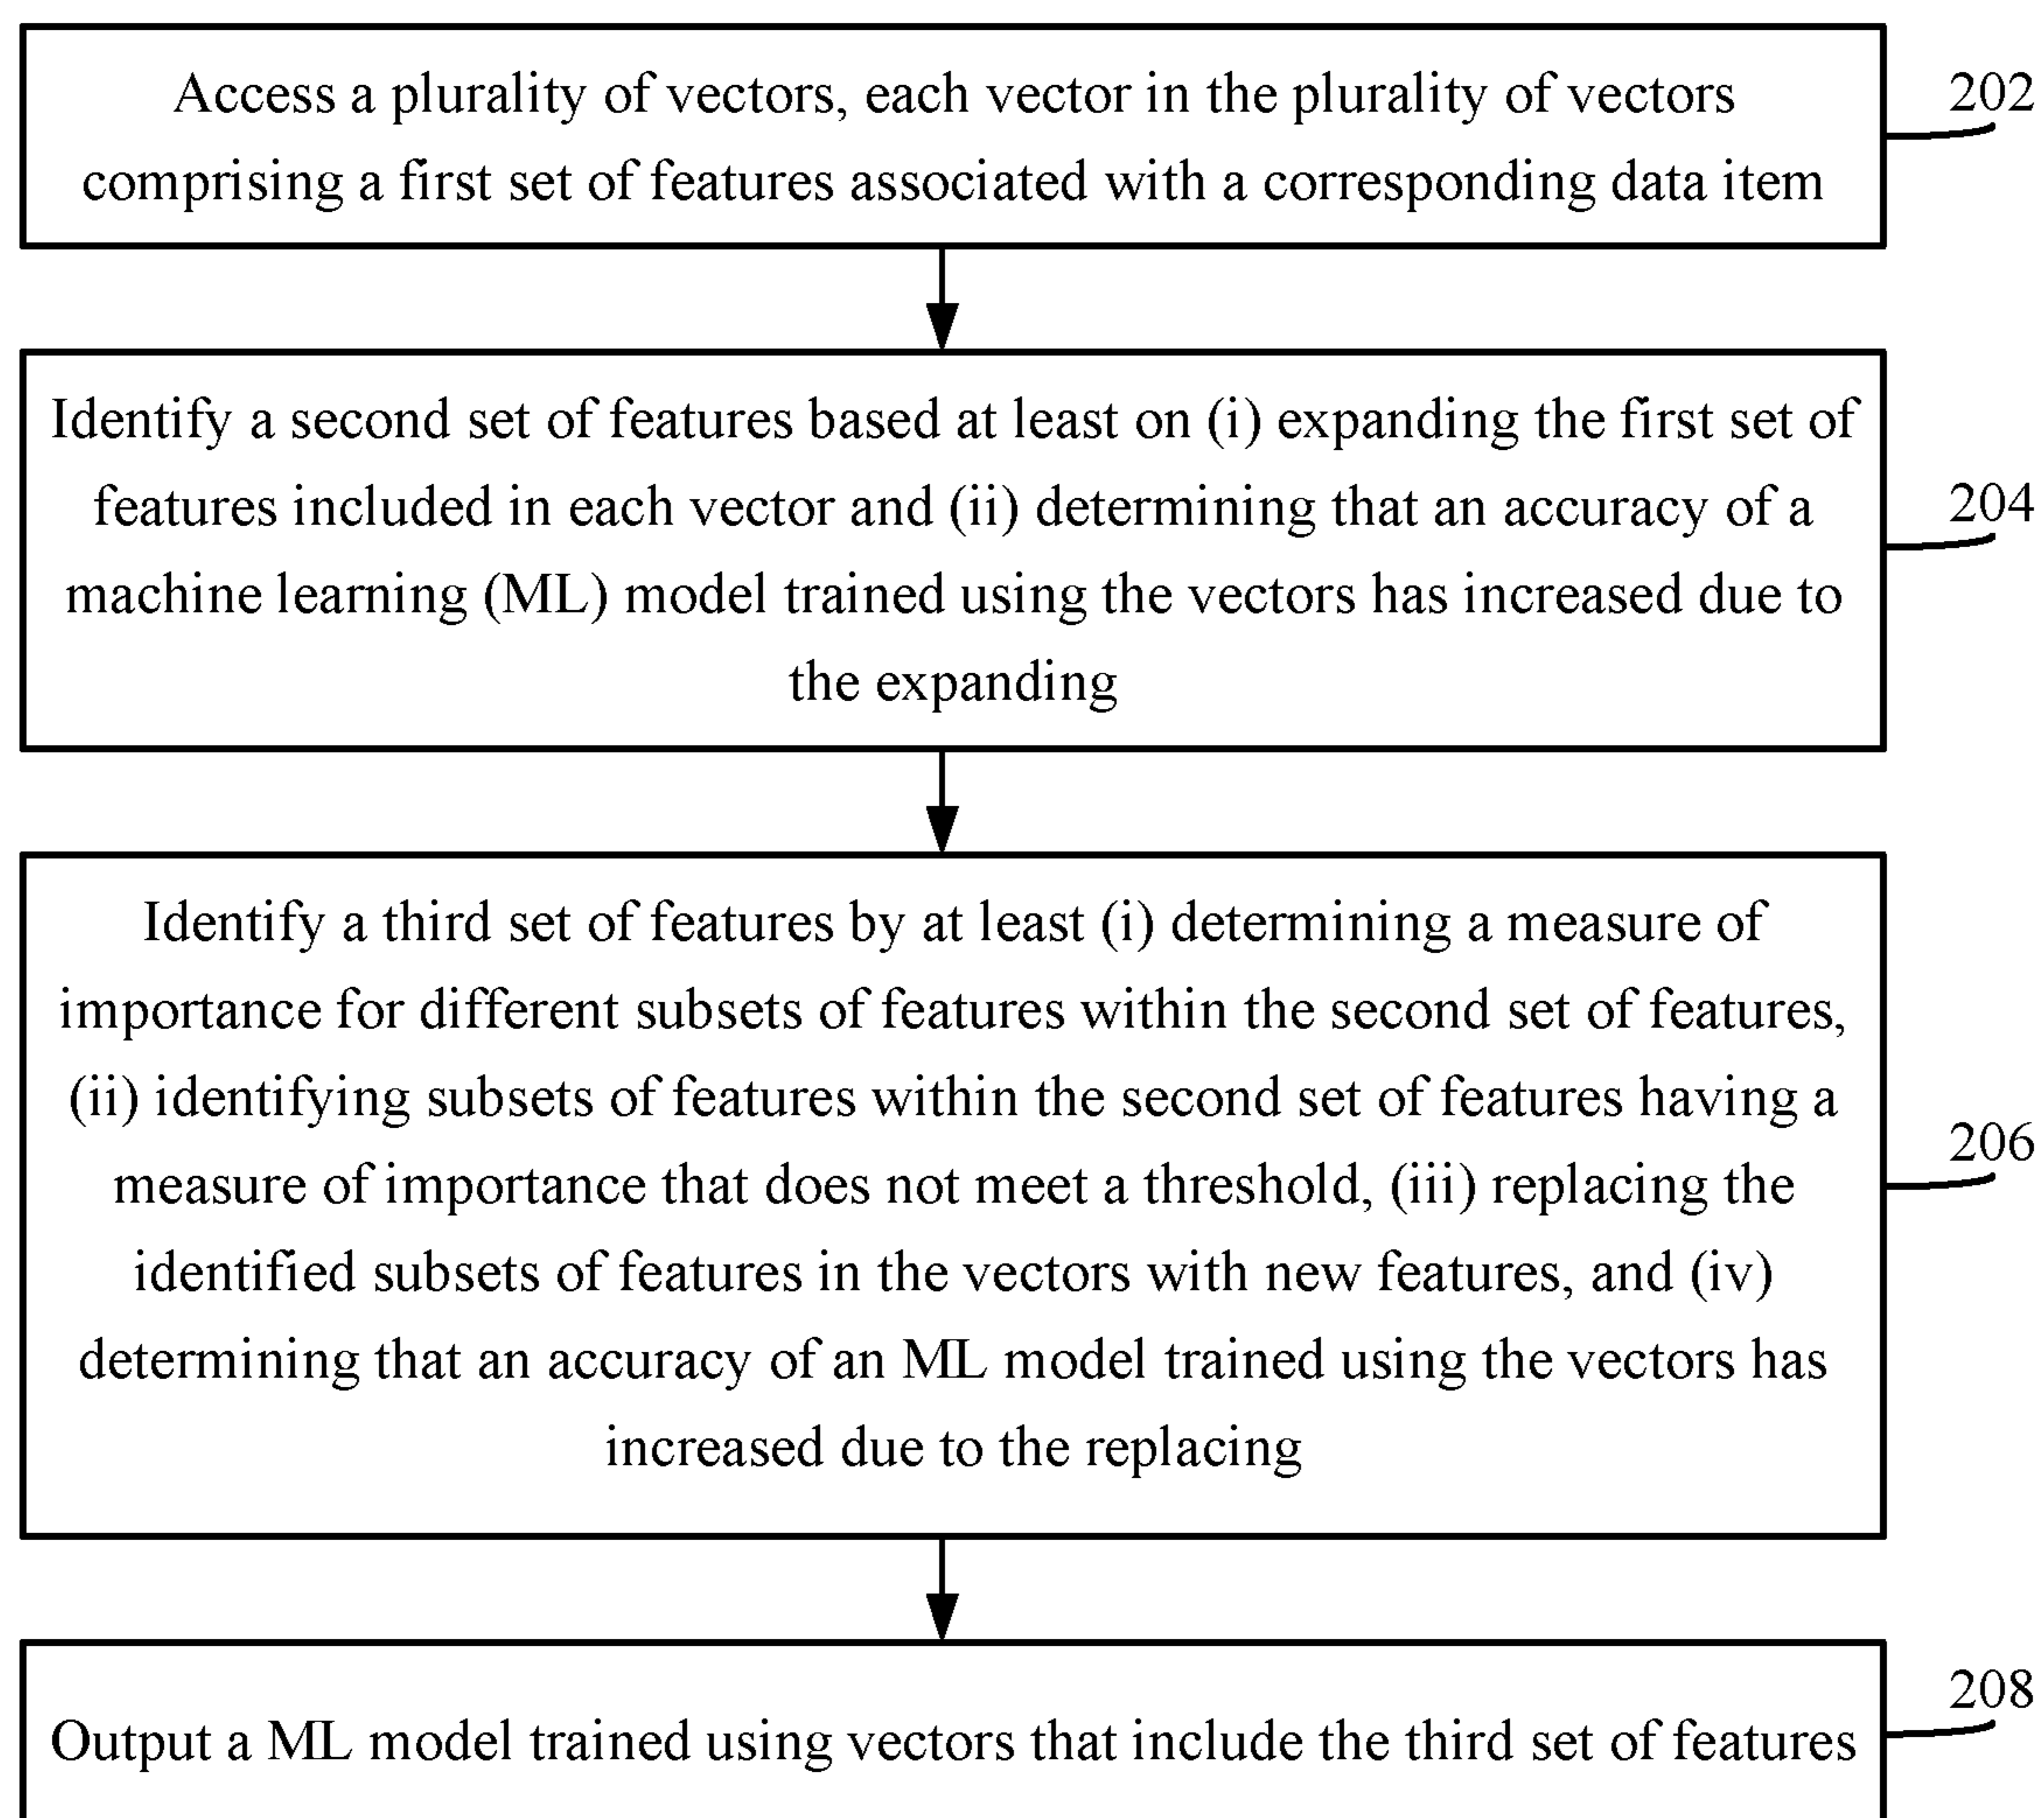 Access a plurality of vectors, each vector in the plurality of vectors
comprising a first set of features associated with a corresponding data item
202
Identify a second set of features based at least on (i) expanding the first set of
features included in each vector and (ii) determining that an accuracy of a
machine learning (ML) model trained using the vectors has increased due to
the expanding
204
Identify a third set of features by at least (i) determining a measure of
importance for different subsets of features within the second set of features,
(ii) identifying subsets of features within the second set of features having a
measure of importance that does not meet a threshold, (iii) replacing the
identified subsets of features in the vectors with new features, and (iv)
determining that an accuracy of an ML model trained using the vectors has
increased due to the replacing
206
Output a ML model trained using vectors that include the third set of features
208